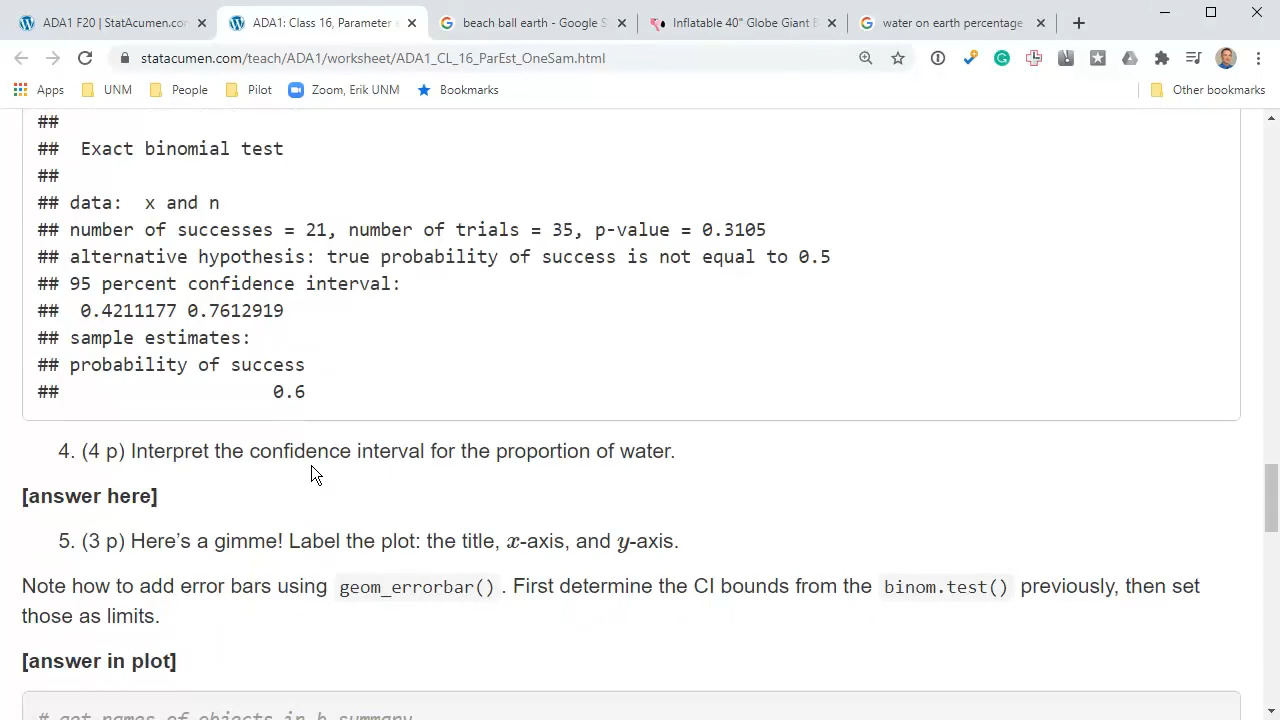 ADA1 F20 | StatAcumen.co
ADA1: Class 16, Parameter
beach ball earth - Google S
Inflatable 40" Globe Giant B
water on earth percentage
statacumen.com/teach/ADA1/worksheet/ADA1_CL_16_ParEst_OneSam.html
Apps UNM People Pilot Zoom, Erik UNM Bookmarks Other bookmarks
##
## Exact binomial test
##
## data: x and n
## number of successes = 21, number of trials = 35, p-value = 0.3105
## alternative hypothesis: true probability of success is not equal to 0.5
## 95 percent confidence interval:
## 0.4211177 0.7612919
## sample estimates:
## probability of success
## 0.6
4. (4 p) Interpret the confidence interval for the proportion of water.
[answer here]
5. (3 p) Here’s a gimme! Label the plot: the title, x-axis, and y-axis.
Note how to add error bars using geom_errorbar() . First determine the CI bounds from the binom.test() previously, then set
those as limits.
[answer in plot]
# get names of objects in b_summary